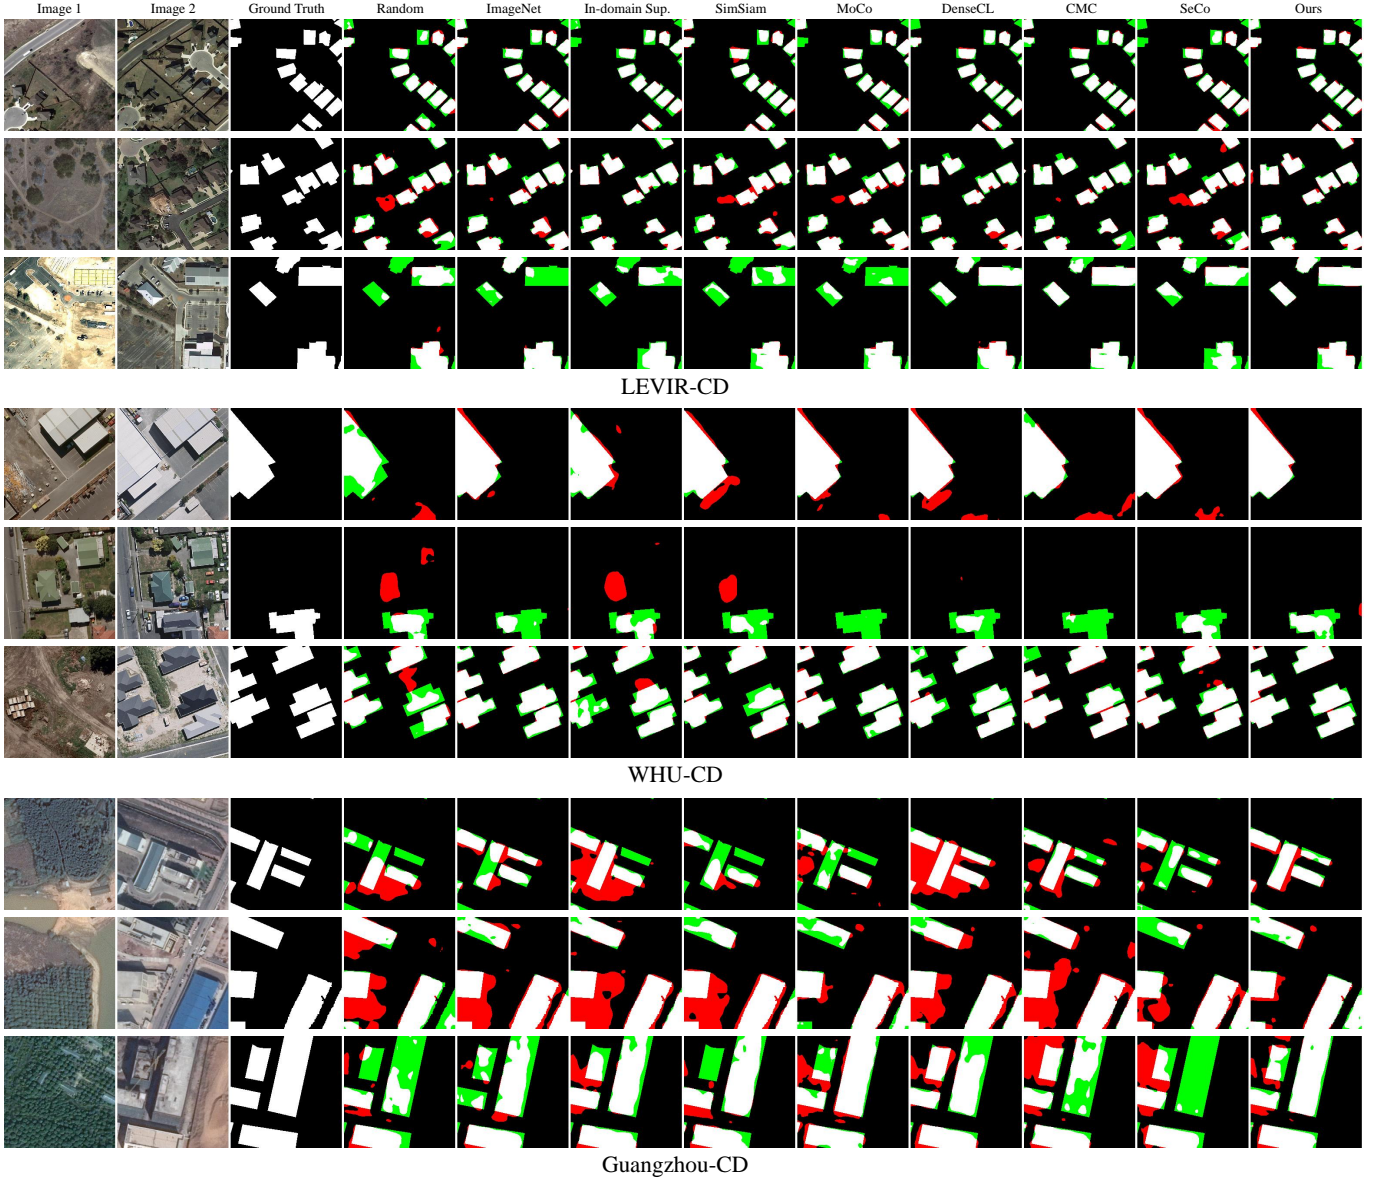 Image 1 Image 2 Ground Truth Random ImageNet In-domain Sup. SimSiam MoCo DenseCL CMC SeCo Ours
LEVIR-CD
WHU-CD
Guangzhou-CD